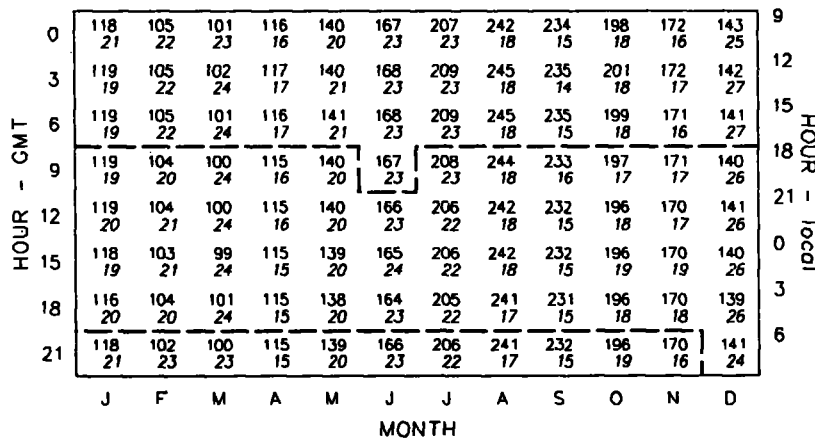 0 118 105 101 116 140 167 207 242 234 198 172 143 9
21 22 23 16 20 23 23 18 15 18 16 25
3 119 105 102 117 140 168 209 245 235 201 172 142 12
19 22 24 17 21 23 23 18 14 18 17 27
6 119 105 101 116 141 168 209 245 235 199 171 141 15
19 22 24 17 21 23 23 18 15 18 16 27
9 119 104 100 115 140 167 208 244 233 197 171 140 18
19 20 24 16 20 23 23 18 16 17 17 26
12 119 104 100 115 140 166 206 242 232 196 170 141 21
20 21 24 16 20 23 22 18 15 18 17 26
15 118 103 99 115 139 165 206 242 232 196 170 140 0
19 21 24 15 20 24 22 18 15 19 19 26
18 116 104 101 115 138 164 205 241 231 196 170 139 3
20 20 24 15 20 23 22 17 15 18 18 26
21 118 102 100 115 139 166 206 241 232 196 170 141 6
21 23 23 15 20 23 22 17 15 19 16 24
J F M A M J J A S O N D
MONTH
HOUR - GMT
HOUR - local